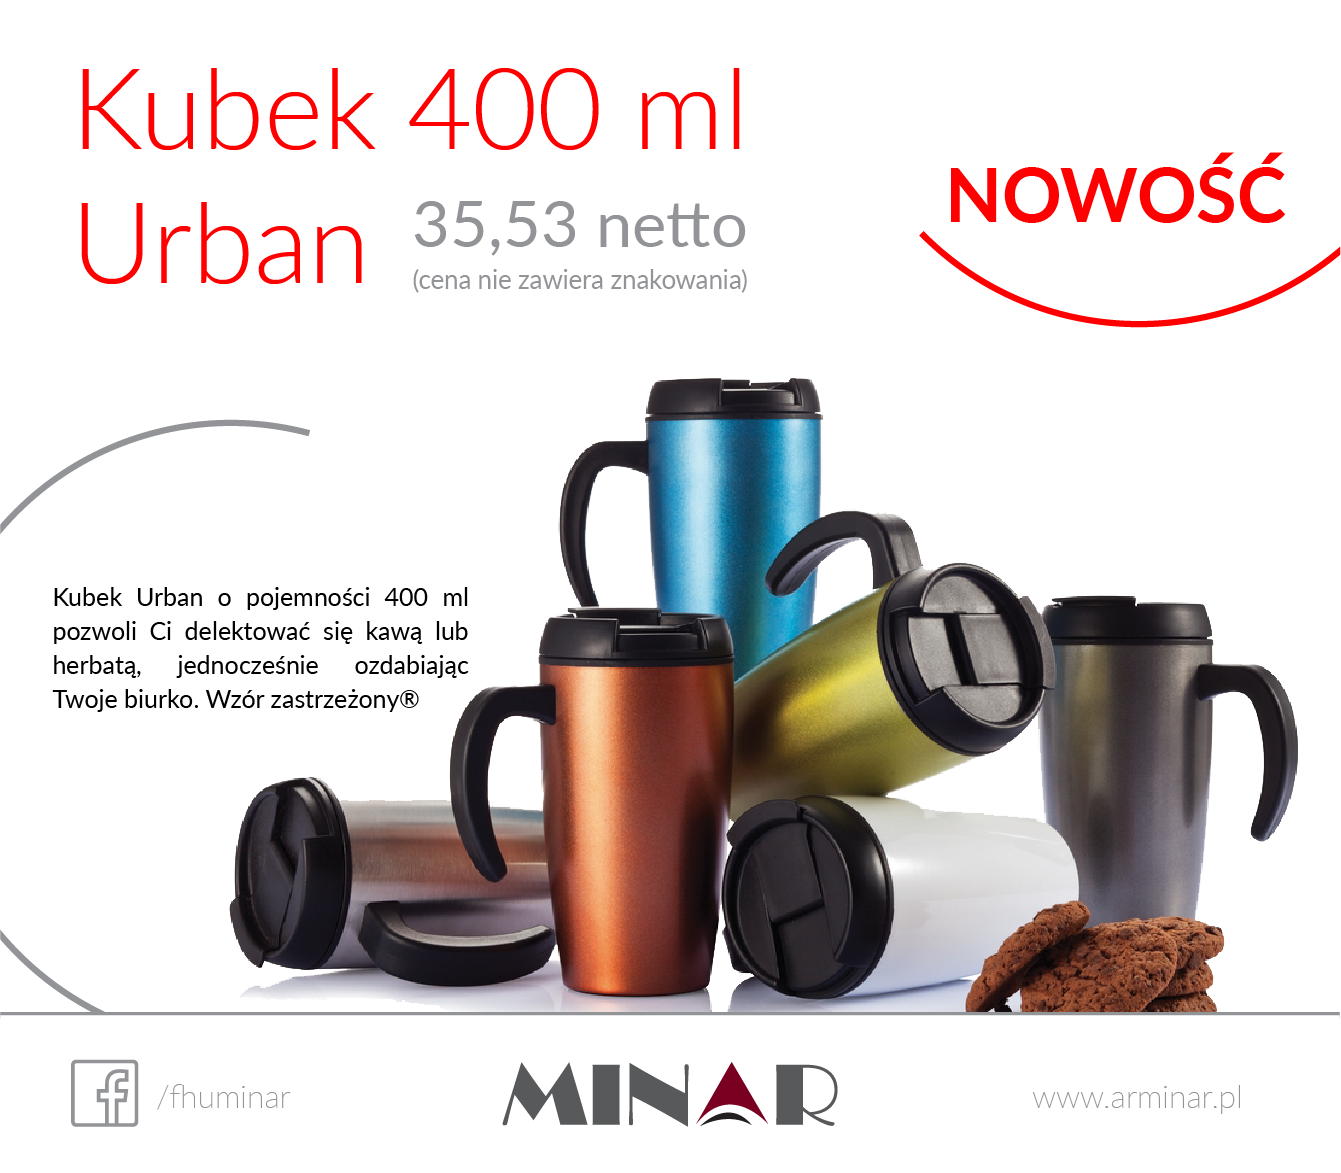 Kubek 400 ml
Urban
35,53 netto
(cena nie zawiera znakowania)
NOWOŚĆ
Kubek Urban o pojemności 400 ml
pozwoli Ci delektować się kawą lub
herbatą, jednocześnie ozdabiając
Twoje biurko. Wzór zastrzeżony®
/fhuminar
MINAR
www.arminar.pl